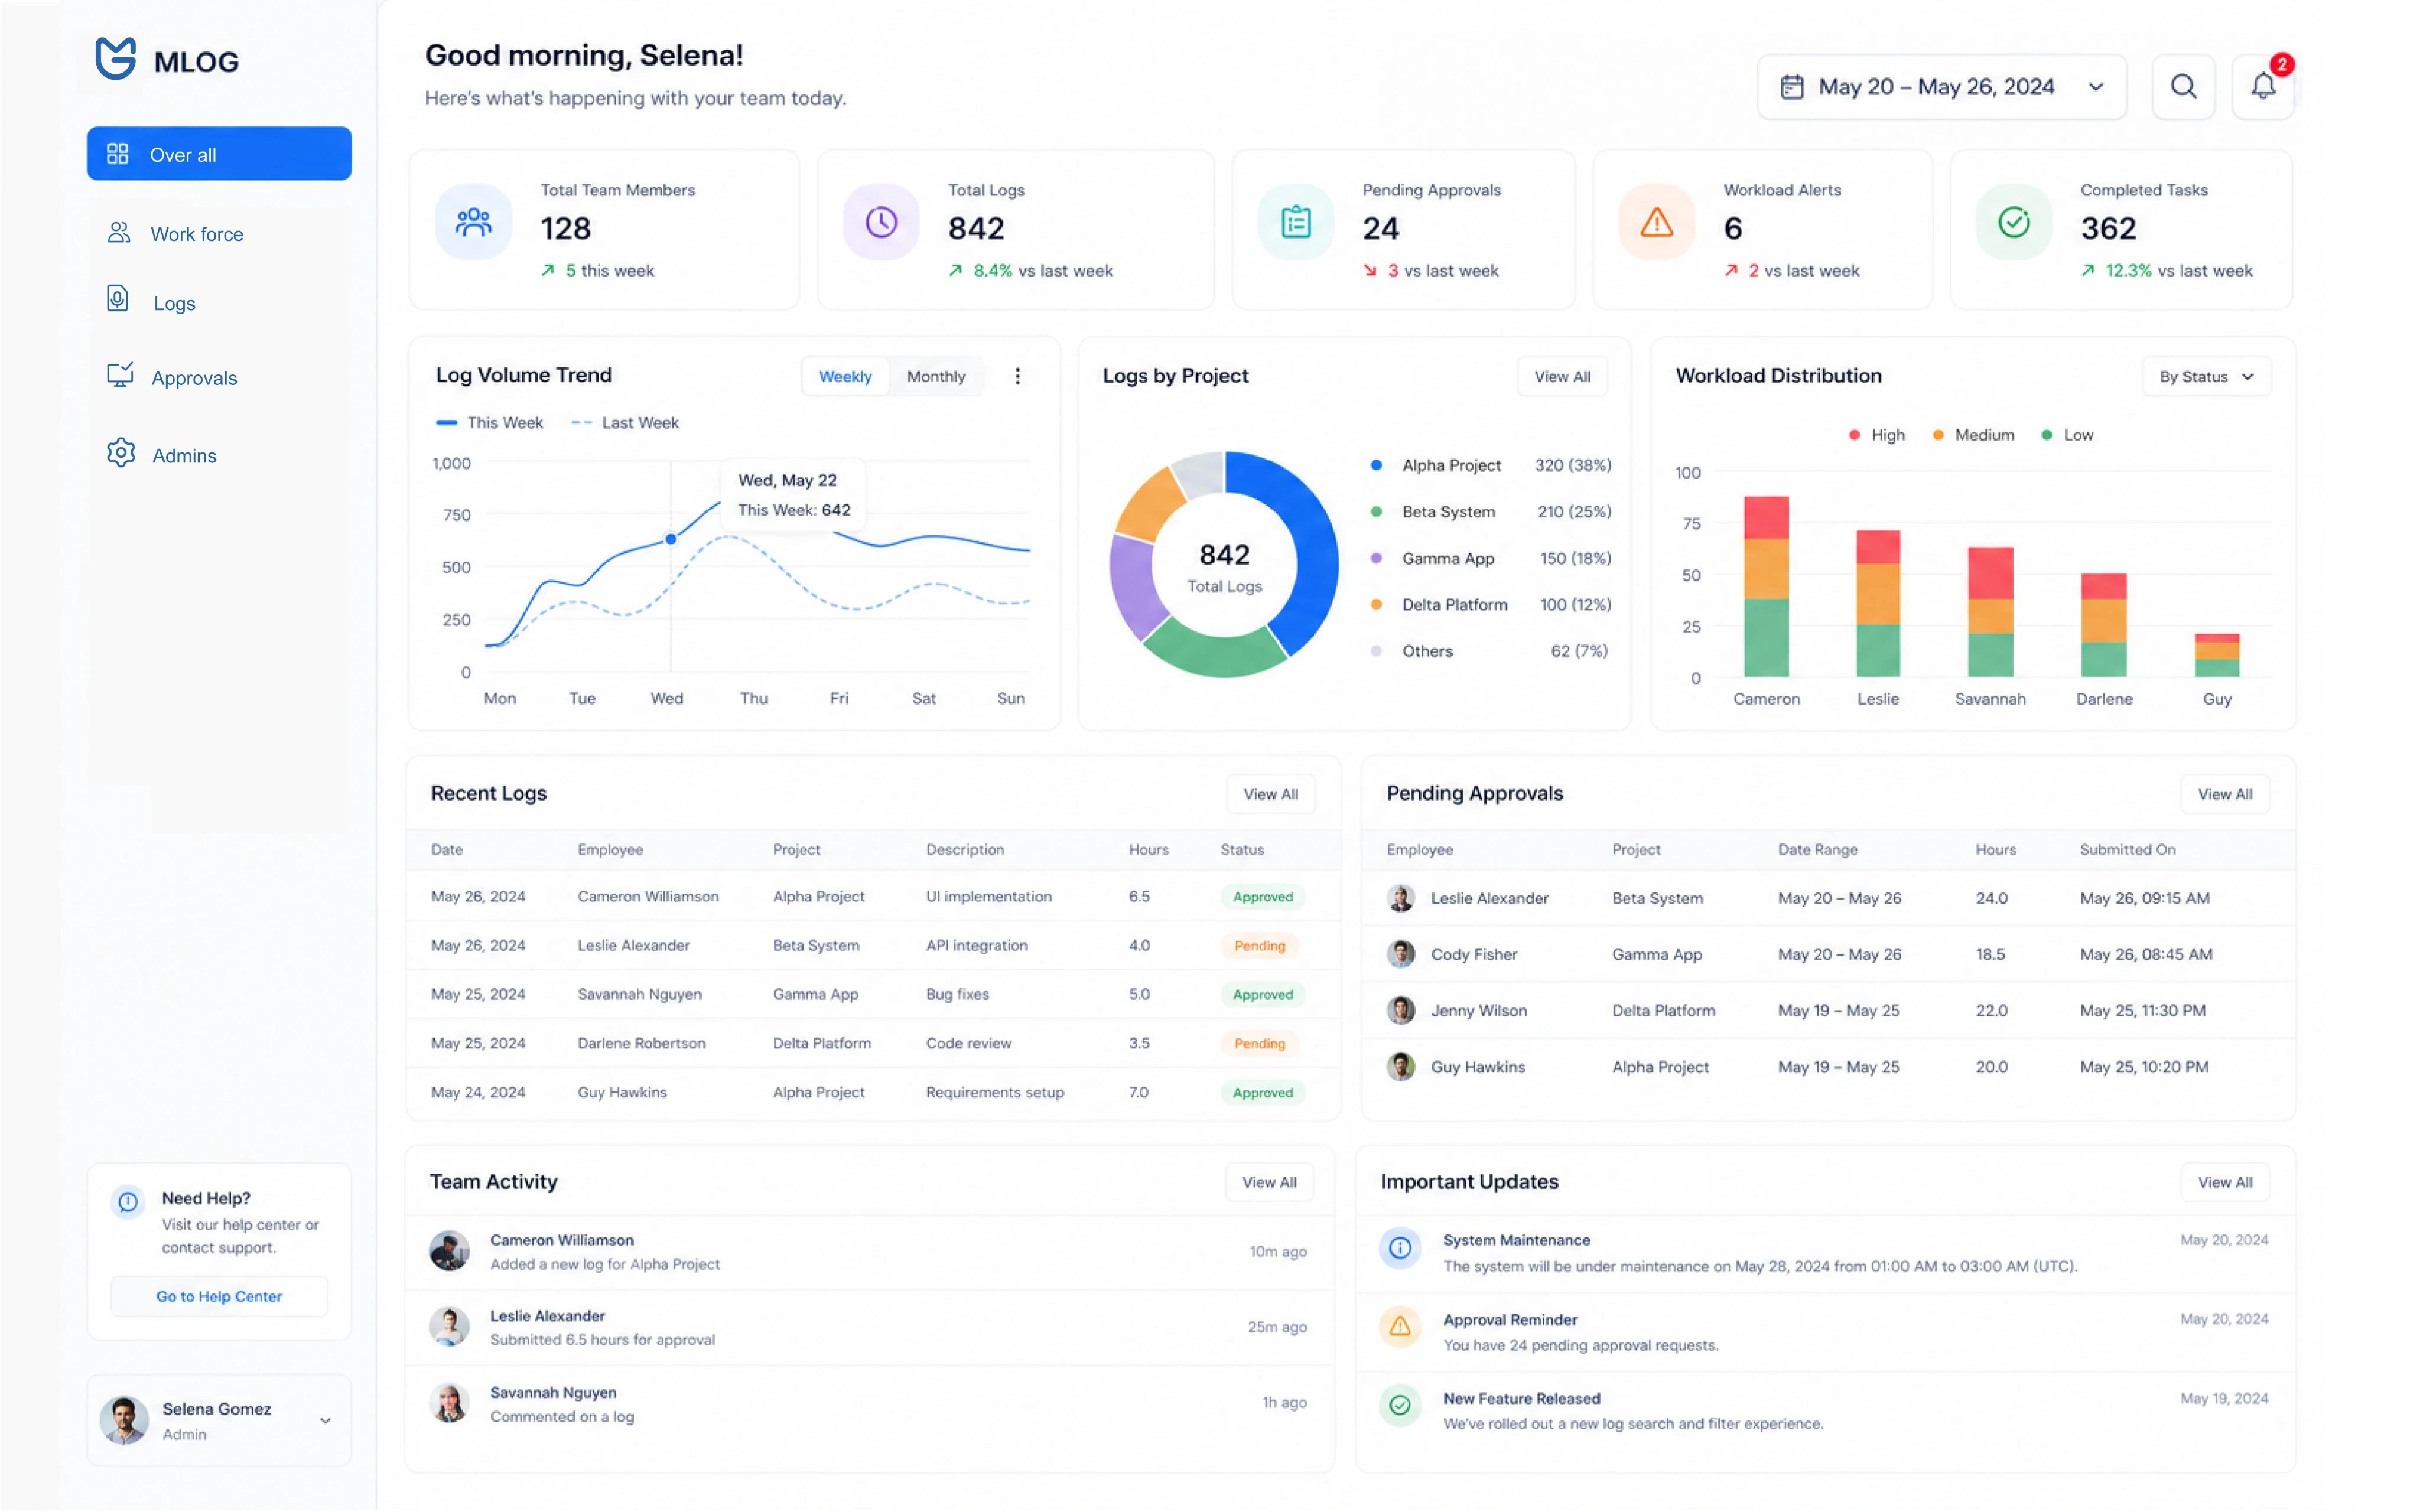 MLOG
Over all
Work force
Logs
Approvals
Admins
Need Help?
Visit our help center or
contact support.
Go to Help Center
Selena Gomez
Admin
Good morning, Selena!
Here's what's happening with your team today.
May 20 – May 26, 2024
2
Total Team Members
128
5 this week
Total Logs
842
8.4% vs last week
Pending Approvals
24
3 vs last week
Workload Alerts
6
2 vs last week
Completed Tasks
362
12.3% vs last week
Log Volume Trend
Weekly Monthly
This Week Last Week
1,000
750
500
250
0
Wed, May 22
This Week: 642
Mon Tue Wed Thu Fri Sat Sun
Logs by Project
View All
842
Total Logs
Alpha Project 320 (38%)
Beta System 210 (25%)
Gamma App 150 (18%)
Delta Platform 100 (12%)
Others 62 (7%)
Workload Distribution
By Status
High Medium Low
100
75
50
25
0
Cameron Leslie Savannah Darlene Guy
Recent Logs
View All
Date Employee Project Description Hours Status
May 26, 2024 Cameron Williamson Alpha Project UI implementation 6.5 Approved
May 26, 2024 Leslie Alexander Beta System API integration 4.0 Pending
May 25, 2024 Savannah Nguyen Gamma App Bug fixes 5.0 Approved
May 25, 2024 Darlene Robertson Delta Platform Code review 3.5 Pending
May 24, 2024 Guy Hawkins Alpha Project Requirements setup 7.0 Approved
Pending Approvals
View All
Employee Project Date Range Hours Submitted On
Leslie Alexander Beta System May 20 – May 26 24.0 May 26, 09:15 AM
Cody Fisher Gamma App May 20 – May 26 18.5 May 26, 08:45 AM
Jenny Wilson Delta Platform May 19 – May 25 22.0 May 25, 11:30 PM
Guy Hawkins Alpha Project May 19 – May 25 20.0 May 25, 10:20 PM
Team Activity
View All
Cameron Williamson
Added a new log for Alpha Project
10m ago
Leslie Alexander
Submitted 6.5 hours for approval
25m ago
Savannah Nguyen
Commented on a log
1h ago
Important Updates
View All
System Maintenance
The system will be under maintenance on May 28, 2024 from 01:00 AM to 03:00 AM (UTC).
May 20, 2024
Approval Reminder
You have 24 pending approval requests.
May 20, 2024
New Feature Released
We've rolled out a new log search and filter experience.
May 19, 2024